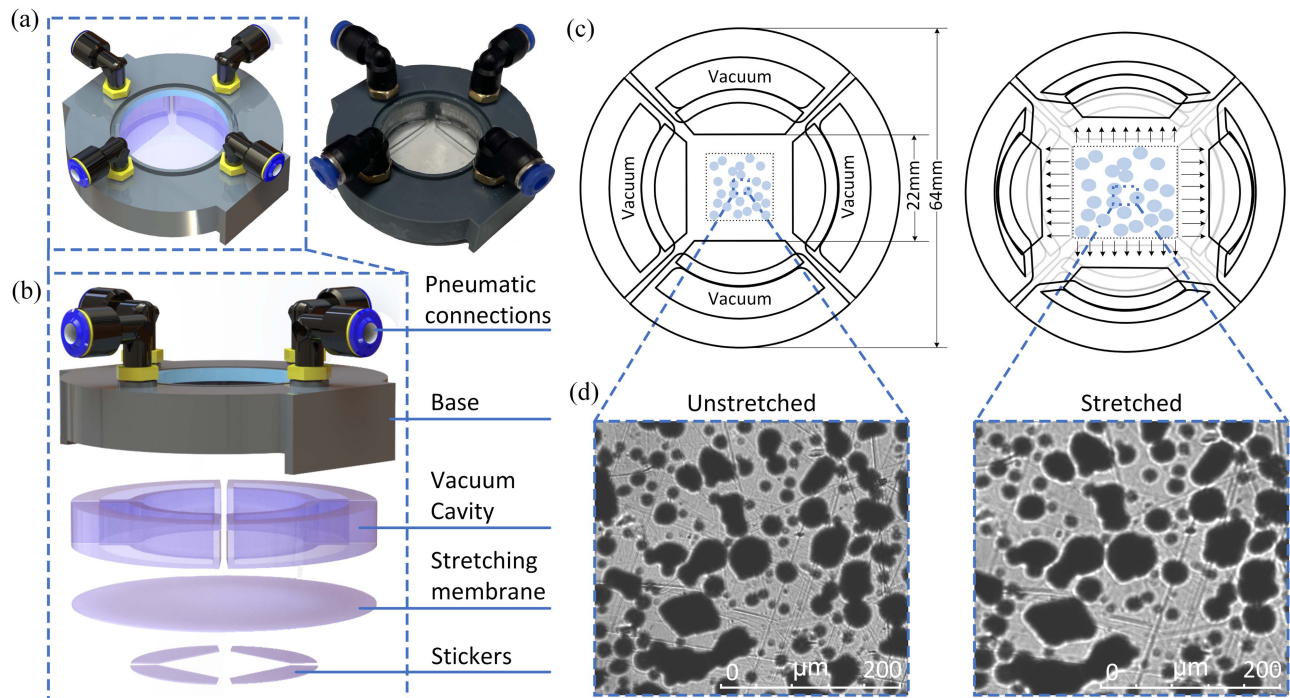 (a)
(b)
Pneumatic
connections
Base
Vacuum
Cavity
Stretching
membrane
Stickers
(c)
Vacuum
Vacuum
Vacuum
Vacuum
22mm
64mm
(d)
Unstretched
Stretched
0 µm 200
0 µm 200